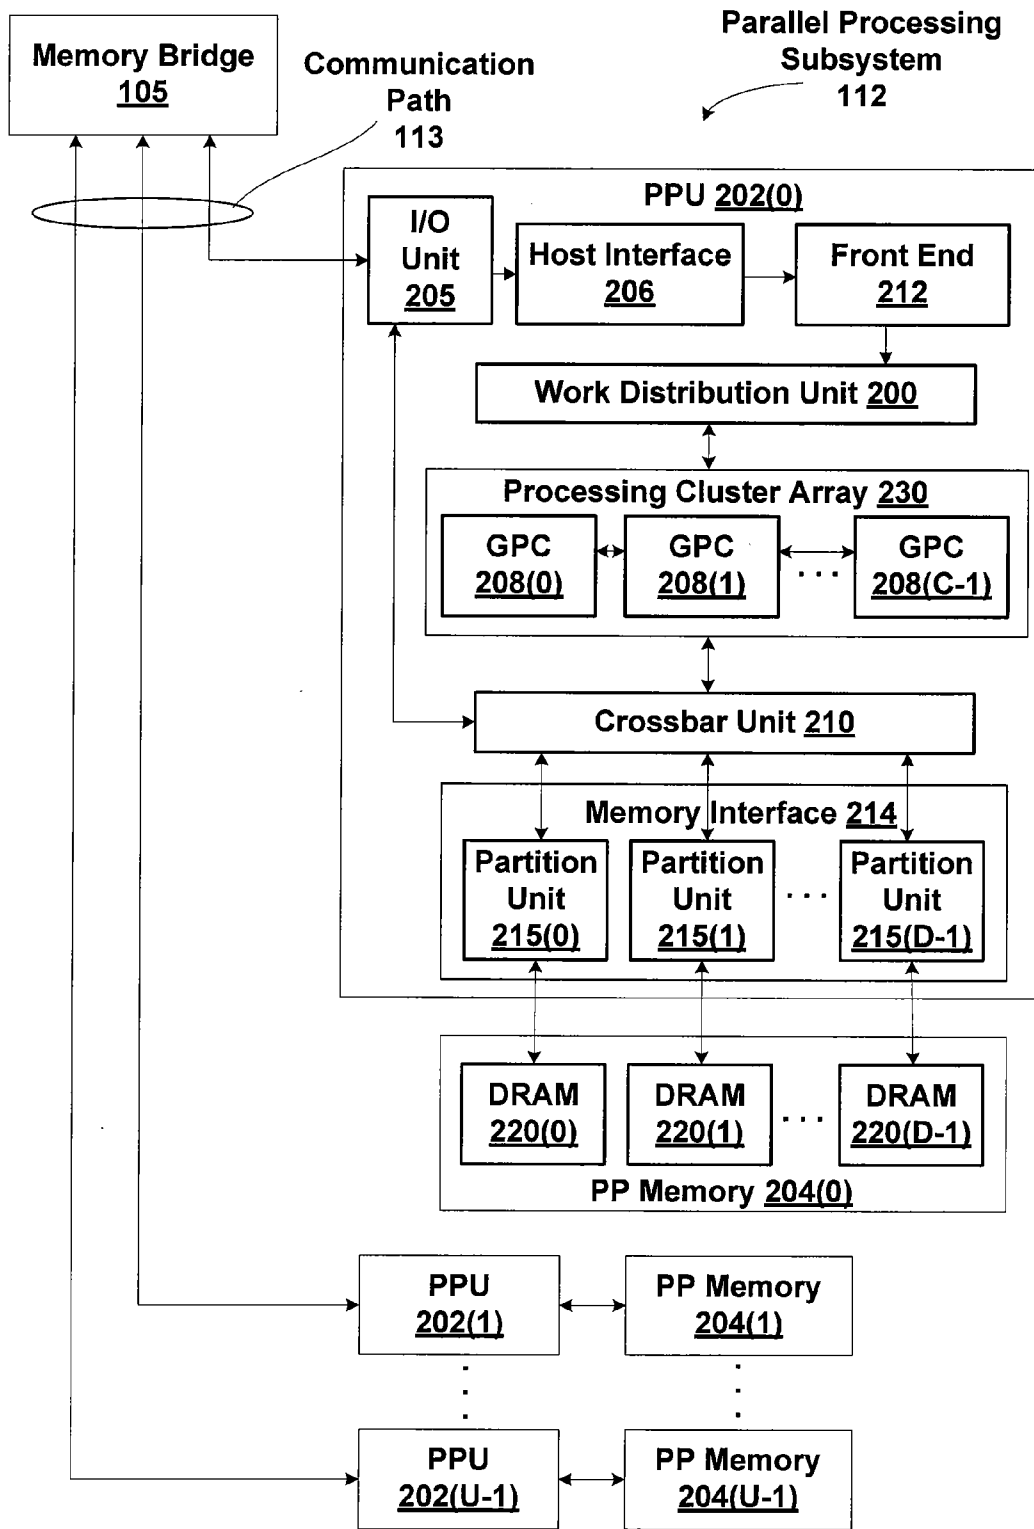 Memory Bridge
105
Communication
Path
113
Parallel Processing
Subsystem
112
PPU 202(0)
I/O
Unit
205
Host Interface
206
Front End
212
Work Distribution Unit 200
Processing Cluster Array 230
GPC
208(0)
GPC
208(1)
. . .
GPC
208(C-1)
Crossbar Unit 210
Memory Interface 214
Partition
Unit
215(0)
Partition
Unit
215(1)
. . .
Partition
Unit
215(D-1)
DRAM
220(0)
DRAM
220(1)
. . .
DRAM
220(D-1)
PP Memory 204(0)
PPU
202(1)
PP Memory
204(1)
PPU
202(U-1)
PP Memory
204(U-1)